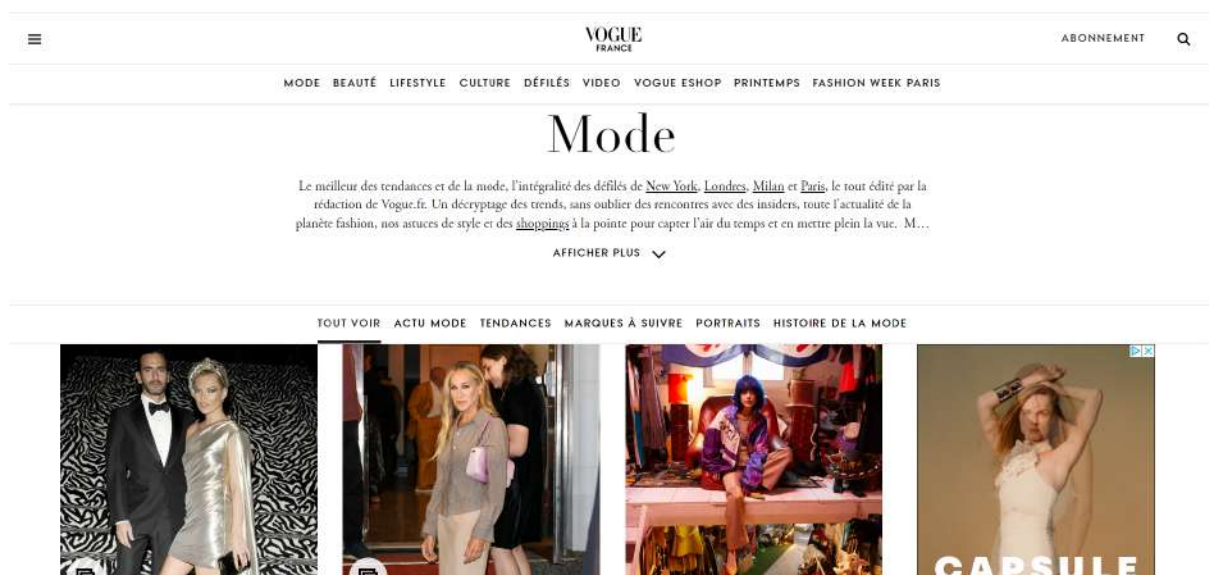 VOGUE
FRANCE
ABONNEMENT
MODE BEAUTÉ LIFESTYLE CULTURE DÉFILÉS VIDEO VOGUE ESHOP PRINTEMPS FASHION WEEK PARIS
Mode
Le meilleur des tendances et de la mode, l'intégralité des défilés de New York, Londres, Milan et Paris, le tout édité par la
rédaction de Vogue.fr. Un décryptage des trends, sans oublier des rencontres avec des insiders, toute l'actualité de la
planète fashion, nos astuces de style et des shoppings à la pointe pour capter l'air du temps et en mettre plein la vue. M…
AFFICHER PLUS
TOUT VOIR ACTU MODE TENDANCES MARQUES À SUIVRE PORTRAITS HISTOIRE DE LA MODE
CAPSULE